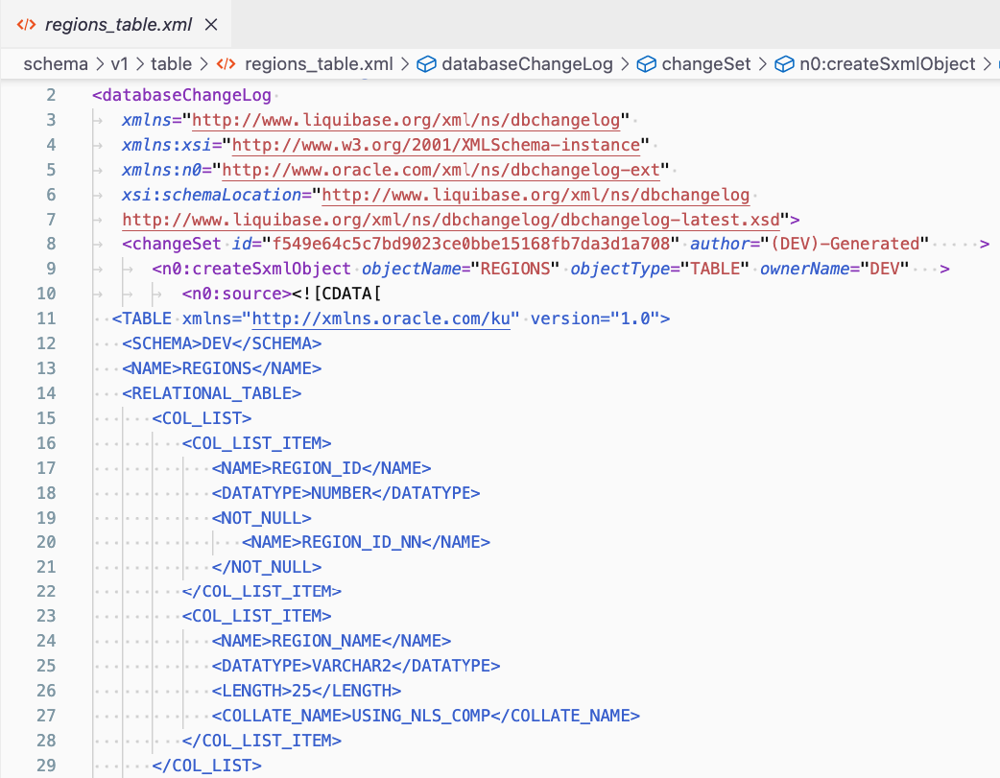 regions_table.xml
schema v1 table regions_table.xml databaseChangeLog changeSet n0:createSxmlObject
2 <databaseChangeLog
3 xmlns="http://www.liquibase.org/xml/ns/dbchangelog"
4 xmlns:xsi="http://www.w3.org/2001/XMLSchema-instance"
5 xmlns:n0="http://www.oracle.com/xml/ns/dbchangelog-ext"
6 xsi:schemaLocation="http://www.liquibase.org/xml/ns/dbchangelog
7 http://www.liquibase.org/xml/ns/dbchangelog/dbchangelog-latest.xsd">
8 <changeSet id="f549e64c5c7bd9023ce0bbe15168fb7da3d1a708" author="(DEV)-Generated" >
9 <n0:createSxmlObject objectName="REGIONS" objectType="TABLE" ownerName="DEV" >
10 <n0:source><![CDATA[
11 <TABLE xmlns="http://xmlns.oracle.com/ku" version="1.0">
12 <SCHEMA>DEV</SCHEMA>
13 <NAME>REGIONS</NAME>
14 <RELATIONAL_TABLE>
15 <COL_LIST>
16 <COL_LIST_ITEM>
17 <NAME>REGION_ID</NAME>
18 <DATATYPE>NUMBER</DATATYPE>
19 <NOT_NULL>
20 <NAME>REGION_ID_NN</NAME>
21 </NOT_NULL>
22 </COL_LIST_ITEM>
23 <COL_LIST_ITEM>
24 <NAME>REGION_NAME</NAME>
25 <DATATYPE>VARCHAR2</DATATYPE>
26 <LENGTH>25</LENGTH>
27 <COLLATE_NAME>USING_NLS_COMP</COLLATE_NAME>
28 </COL_LIST_ITEM>
29 </COL_LIST>